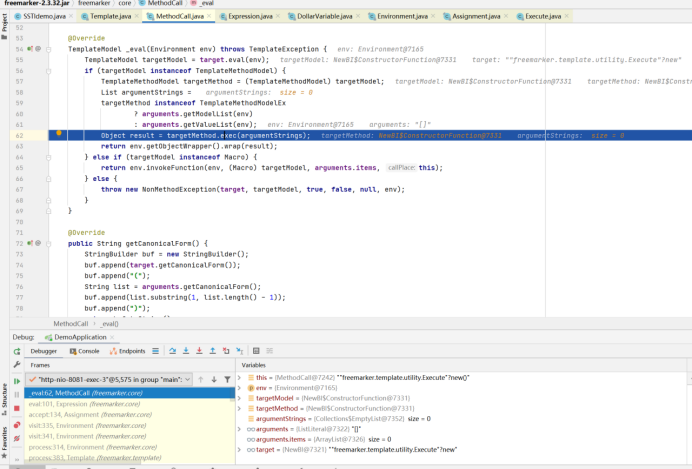 freemarker-2.3.32.jar › freemarker › core › MethodCall › _eval
SSTIdemo.java × Template.java × MethodCall.java × Expression.java × DollarVariable.java × Environment.java × Assignment.java × Execute.java ×
Project
52
53 @Override
54 TemplateModel _eval(Environment env) throws TemplateException { env: Environment@7165
55 TemplateModel targetModel = target.eval(env); targetModel: NewBI$ConstructorFunction@7331 target: ""freemarker.template.utility.Execute"?new"
56 if (targetModel instanceof TemplateMethodModel) {
57 TemplateMethodModel targetMethod = (TemplateMethodModel) targetModel; targetModel: NewBI$ConstructorFunction@7331 targetMethod: NewBI$Cons
58 List argumentStrings = argumentStrings: size = 0
59 targetMethod instanceof TemplateMethodModelEx
60 ? arguments.getModelList(env)
61 : arguments.getValueList(env); env: Environment@7165 arguments: "[]"
62 Object result = targetMethod.exec(argumentStrings); targetMethod: NewBI$ConstructorFunction@7331 argumentStrings: size = 0
63 return env.getObjectWrapper().wrap(result);
64 } else if (targetModel instanceof Macro) {
65 return env.invokeFunction(env, (Macro) targetModel, arguments.items, callPlace: this);
66 } else {
67 throw new NonMethodException(target, targetModel, true, false, null, env);
68 }
69 }
70
71 @Override
72 public String getCanonicalForm() {
73 StringBuilder buf = new StringBuilder();
74 buf.append(target.getCanonicalForm());
75 buf.append("(");
76 String list = arguments.getCanonicalForm();
77 buf.append(list.substring(1, list.length() - 1));
78 buf.append(")");
MethodCall › _eval()
Debug: DemoApplication ×
Debugger Console Endpoints
Frames
Variables
"http-nio-8081-exec-3"@5,575 in group "main":
_eval:62, MethodCall (freemarker.core)
eval:101, Expression (freemarker.core)
accept:134, Assignment (freemarker.core)
visit:335, Environment (freemarker.core)
visit:341, Environment (freemarker.core)
process:314, Environment (freemarker.core)
process:383, Template (freemarker.template)
this = {MethodCall@7242} ""freemarker.template.utility.Execute"?new()"
env = {Environment@7165}
targetModel = {NewBI$ConstructorFunction@7331}
targetMethod = {NewBI$ConstructorFunction@7331}
argumentStrings = {Collections$EmptyList@7352} size = 0
arguments = {ListLiteral@7322} "[]"
arguments.items = {ArrayList@7326} size = 0
target = {NewBI@7321} ""freemarker.template.utility.Execute"?new"
Structure
Favorites